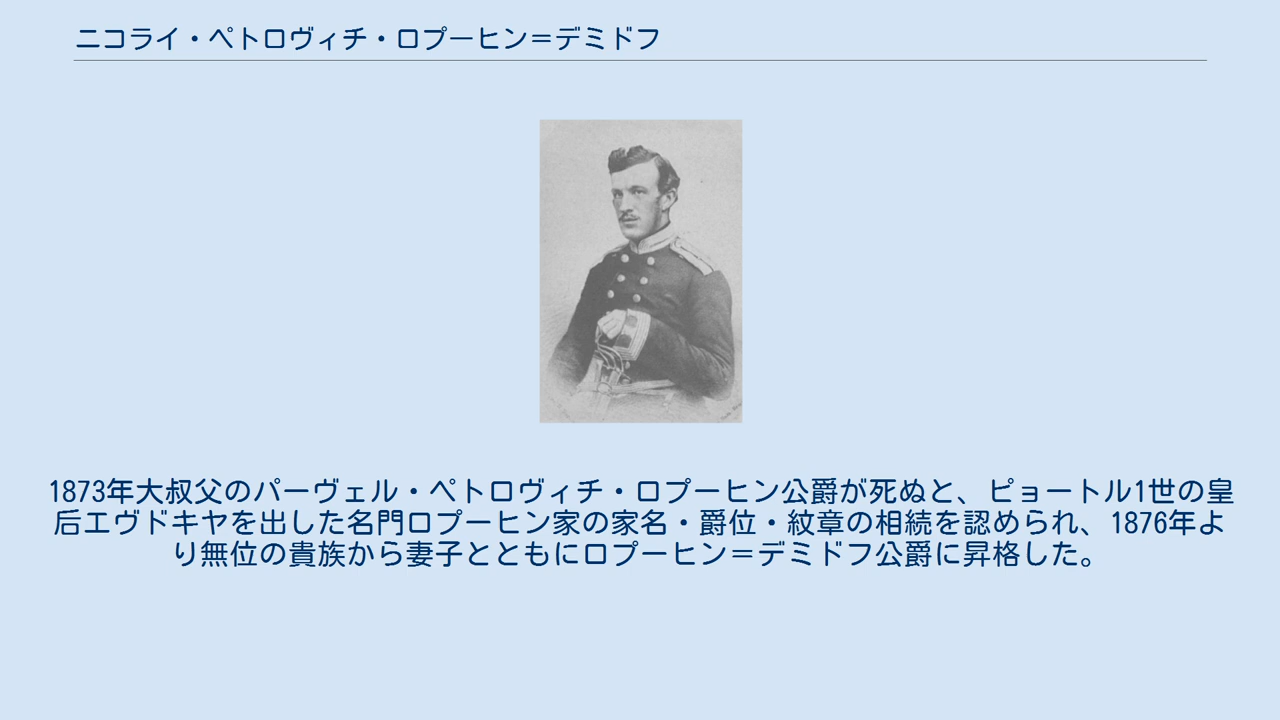 ニコライ・ペトロヴィチ・ロプーヒン＝デミドフ
1873年大叔父のパーヴェル・ペトロヴィチ・ロプーヒン公爵が死ぬと、ピョートル1世の皇
后エヴドキヤを出した名門ロプーヒン家の家名・爵位・紋章の相続を認められ、1876年よ
り無位の貴族から妻子とともにロプーヒン＝デミドフ公爵に昇格した。